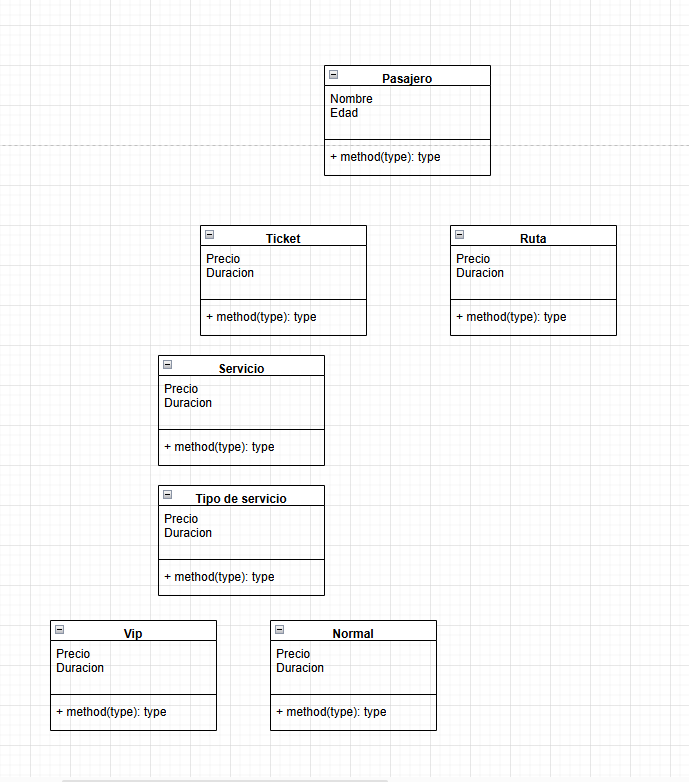 Pasajero
Nombre
Edad
+ method(type): type
Ticket
Precio
Duracion
+ method(type): type
Ruta
Precio
Duracion
+ method(type): type
Servicio
Precio
Duracion
+ method(type): type
Tipo de servicio
Precio
Duracion
+ method(type): type
Vip
Precio
Duracion
+ method(type): type
Normal
Precio
Duracion
+ method(type): type